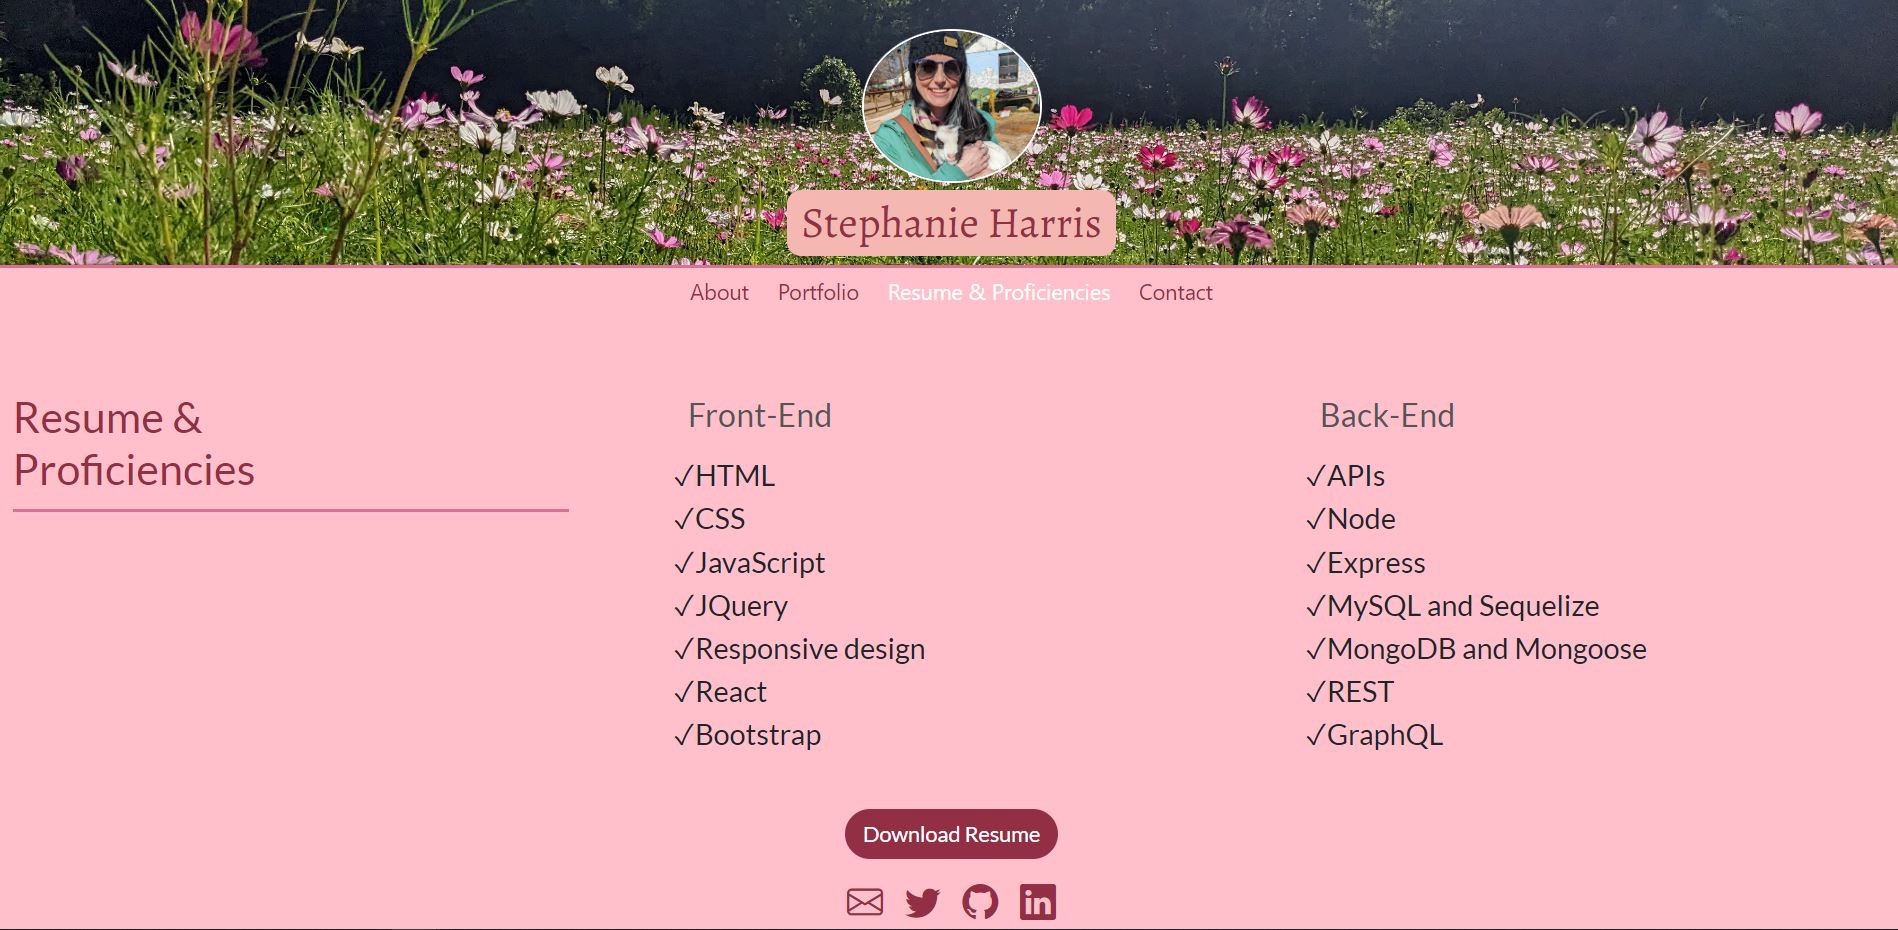 Stephanie Harris
About Portfolio Resume & Proficiencies Contact
Resume &
Proficiencies
Front-End
✓HTML
✓CSS
✓JavaScript
✓JQuery
✓Responsive design
✓React
✓Bootstrap
Back-End
✓APIs
✓Node
✓Express
✓MySQL and Sequelize
✓MongoDB and Mongoose
✓REST
✓GraphQL
Download Resume
in